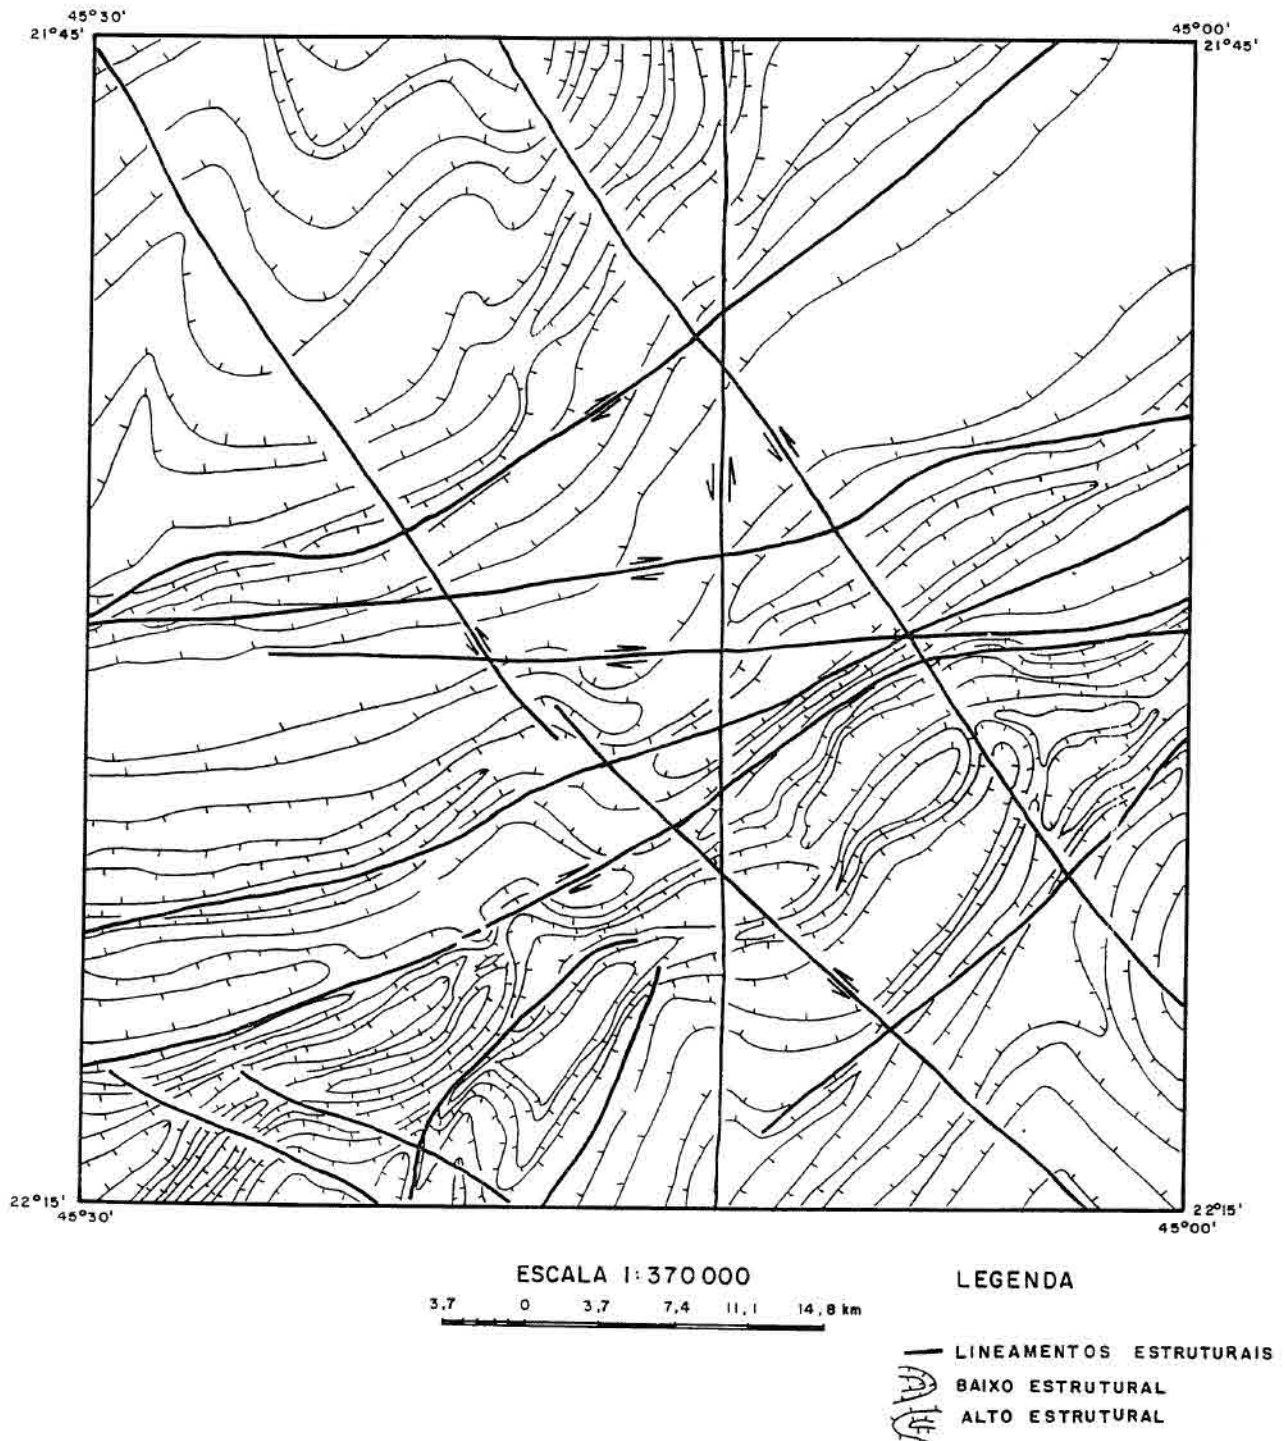 45°30'
21°45'
45°00'
21°45'
22°15'
45°30'
22°15'
45°00'
ESCALA 1:370 000
3,7 0 3,7 7,4 11,1 14,8 km
LEGENDA
LINEAMENTOS ESTRUTURAIS
BAIXO ESTRUTURAL
ALTO ESTRUTURAL